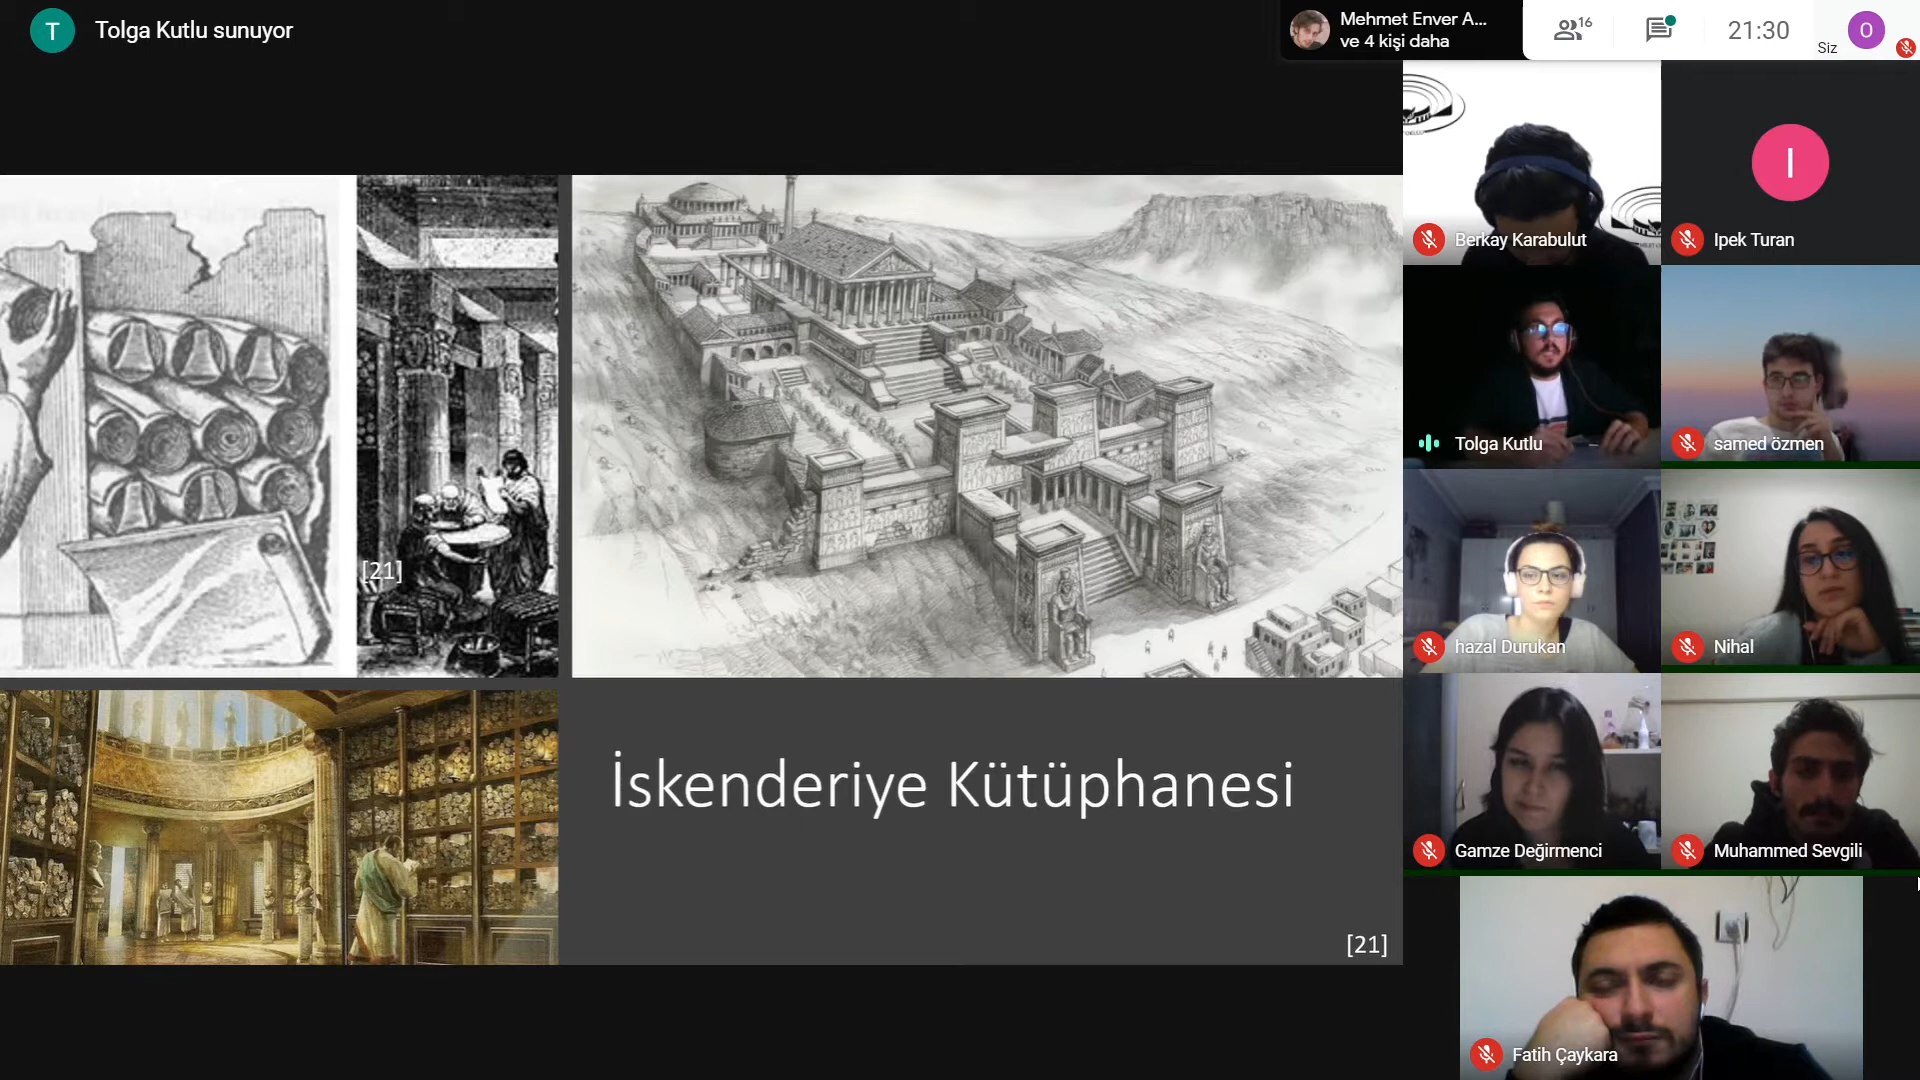 T
Tolga Kutlu sunuyor
Mehmet Enver A...
ve 4 kişi daha
16
21:30
Siz
O
Berkay Karabulut
I
Ipek Turan
Tolga Kutlu
samed özmen
hazal Durukan
Nihal
Gamze Değirmenci
Muhammed Sevgili
Fatih Çaykara
[21]
İskenderiye Kütüphanesi
[21]